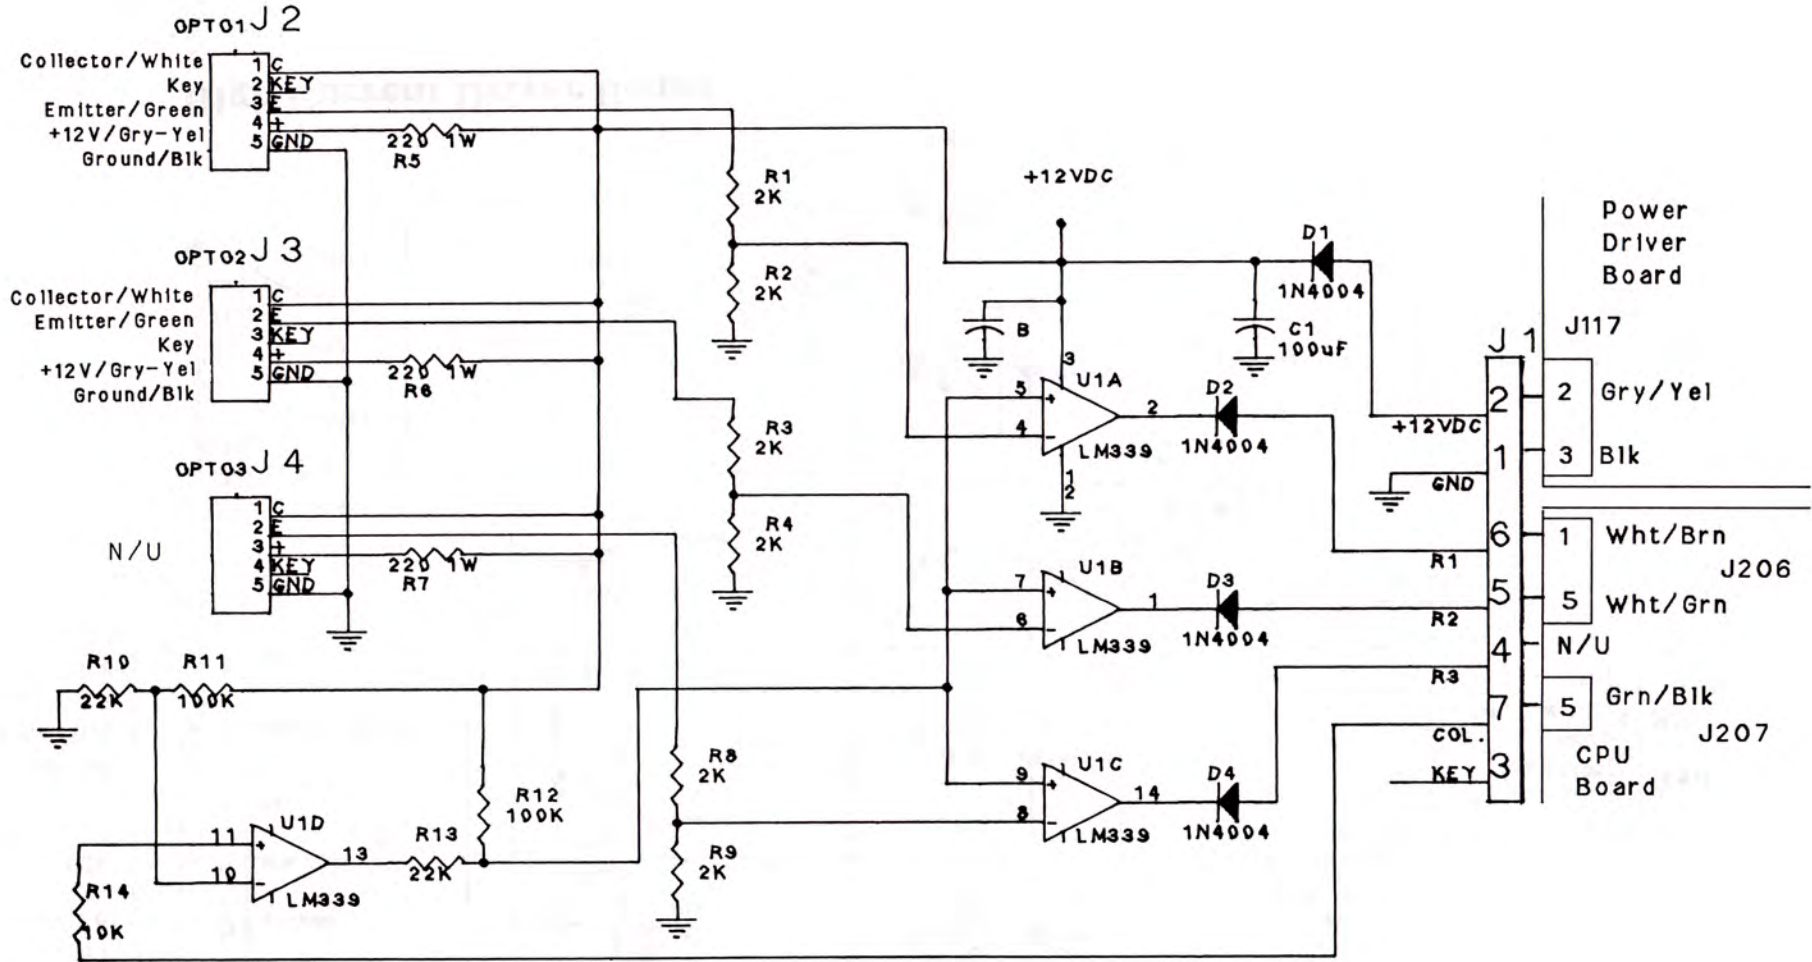 OPTO1 J2
Collector/White 1 C
Key 2 KEY
Emitter/Green 3 E
+12V/Gry-Yel 4 +
Ground/Blk 5 GND
220 1W
R5
OPTO2 J3
Collector/White 1 C
Emitter/Green 2 E
Key 3 KEY
+12V/Gry-Yel 4 +
Ground/Blk 5 GND
220 1W
R6
OPTO3 J4
N/U
1 C
2 E
3 +
4 KEY
5 GND
220 1W
R7
R1
2K
R2
2K
R3
2K
R4
2K
R10
22K
R11
100K
R12
100K
U1D
11 +
10 -
13
LM339
R13
22K
R14
10K
R8
2K
R9
2K
+12VDC
B
C1
100uF
D1
1N4004
3
U1A
5 +
4 -
2
LM339
12
D2
1N4004
U1B
7 +
6 -
1
LM339
D3
1N4004
U1C
9 +
8 -
14
LM339
D4
1N4004
J1
+12VDC 2
GND 1
R1 6
R2 5
R3 4
COL. 7
KEY 3
Power
Driver
Board
J117
2 Gry/Yel
3 Blk
1 Wht/Brn
J206
5 Wht/Grn
N/U
5 Grn/Blk
J207
CPU
Board